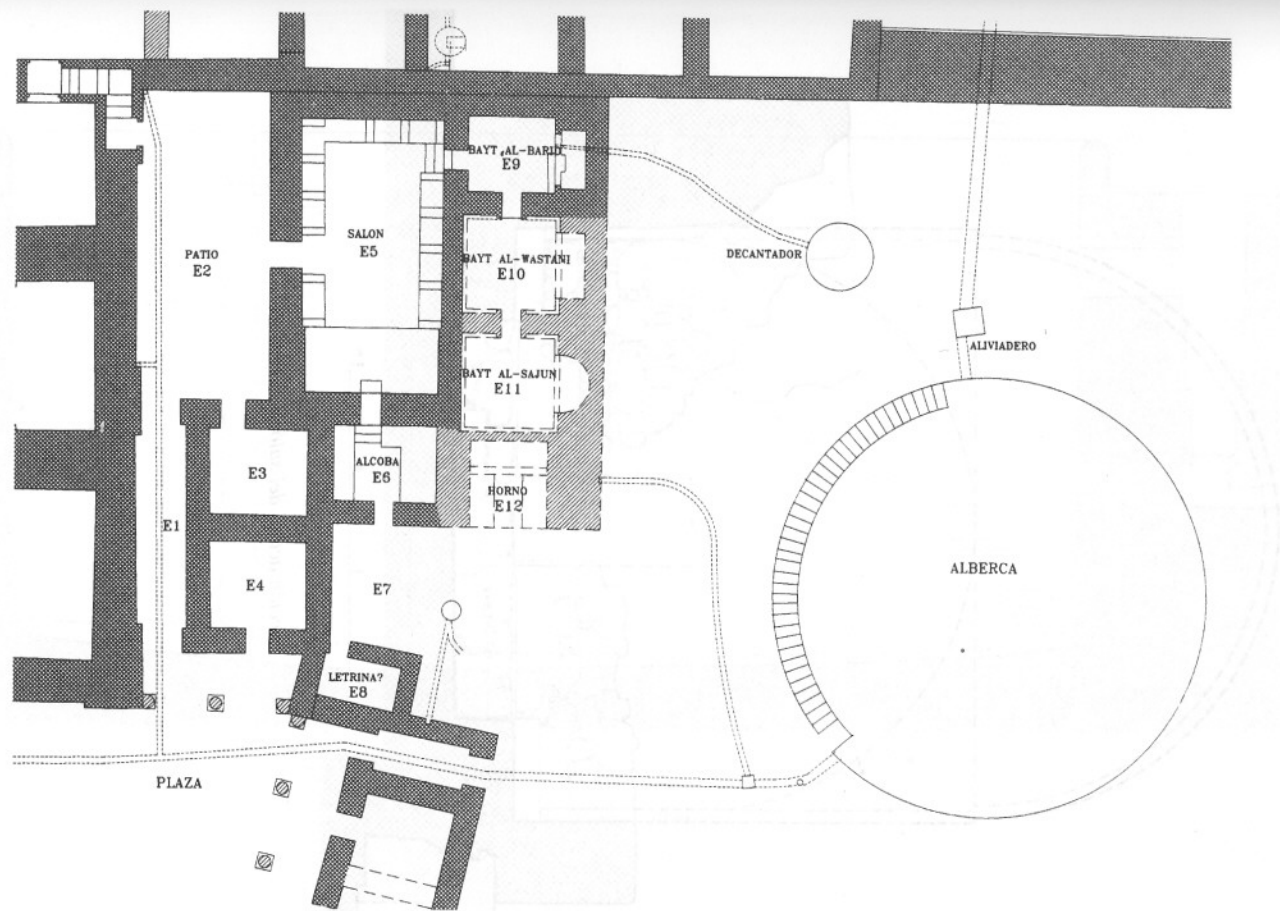 BAYT AL-BARID
E9
PATIO
E2
SALON
E5
BAYT AL-WASTANI
E10
DECANTADOR
ALIVIADERO
BAYT AL-SAJUN
E11
E3
ALCOBA
E6
HORNO
E12
E1
E4
E7
ALBERCA
LETRINA?
E8
PLAZA